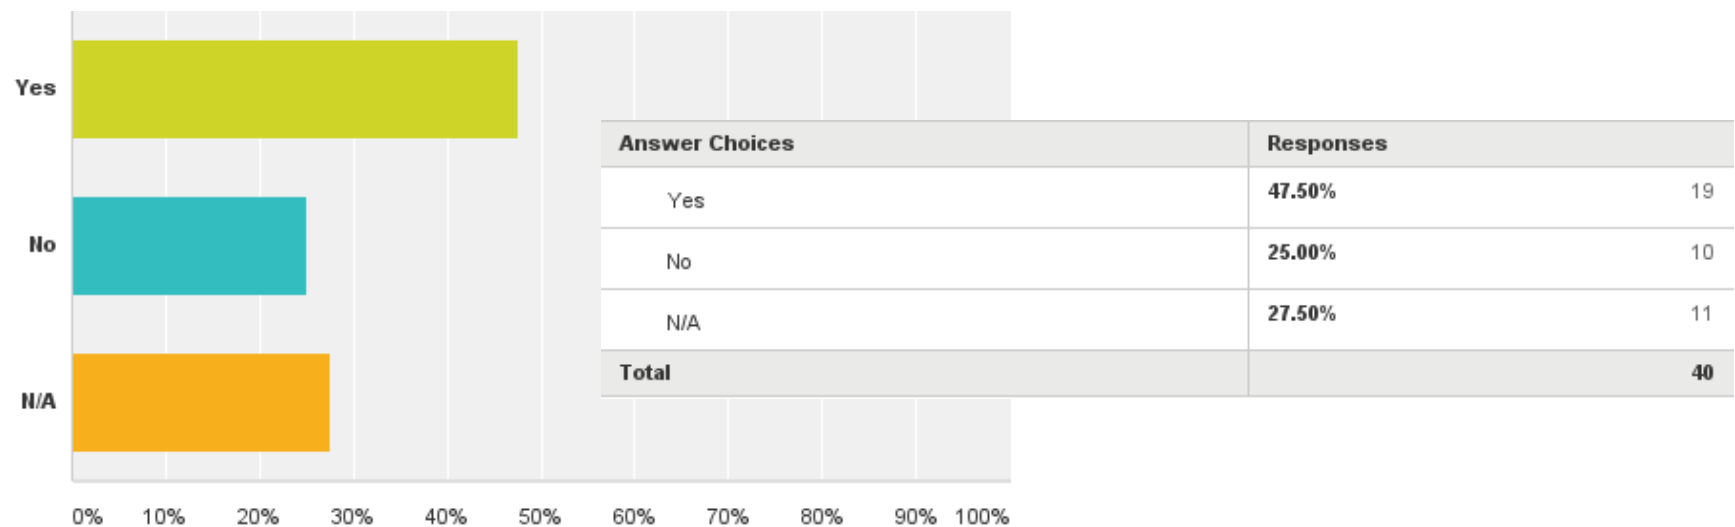 Yes
No
N/A
0% 10% 20% 30% 40% 50% 60% 70% 80% 90% 100%
Answer Choices Responses
Yes 47.50% 19
No 25.00% 10
N/A 27.50% 11
Total 40